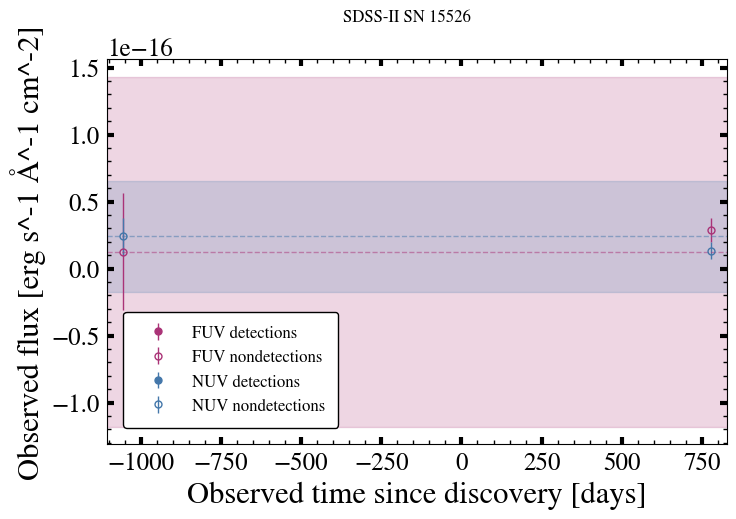 SDSS-II SN 15526
1e−16
1.5
1.0
0.5
0.0
−0.5
−1.0
Observed flux [erg s^-1 Å^-1 cm^-2]
FUV detections
FUV nondetections
NUV detections
NUV nondetections
−1000 −750 −500 −250 0 250 500 750
Observed time since discovery [days]